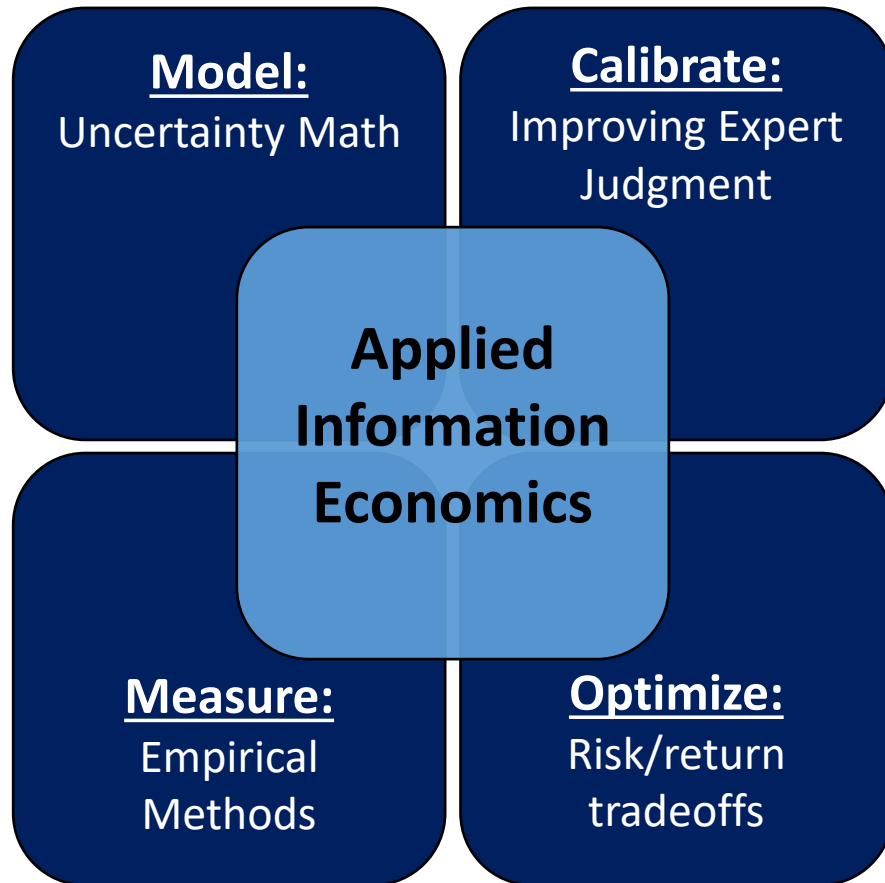 Model:
Uncertainty Math
Calibrate:
Improving Expert
Judgment
Applied
Information
Economics
Measure:
Empirical
Methods
Optimize:
Risk/return
tradeoffs